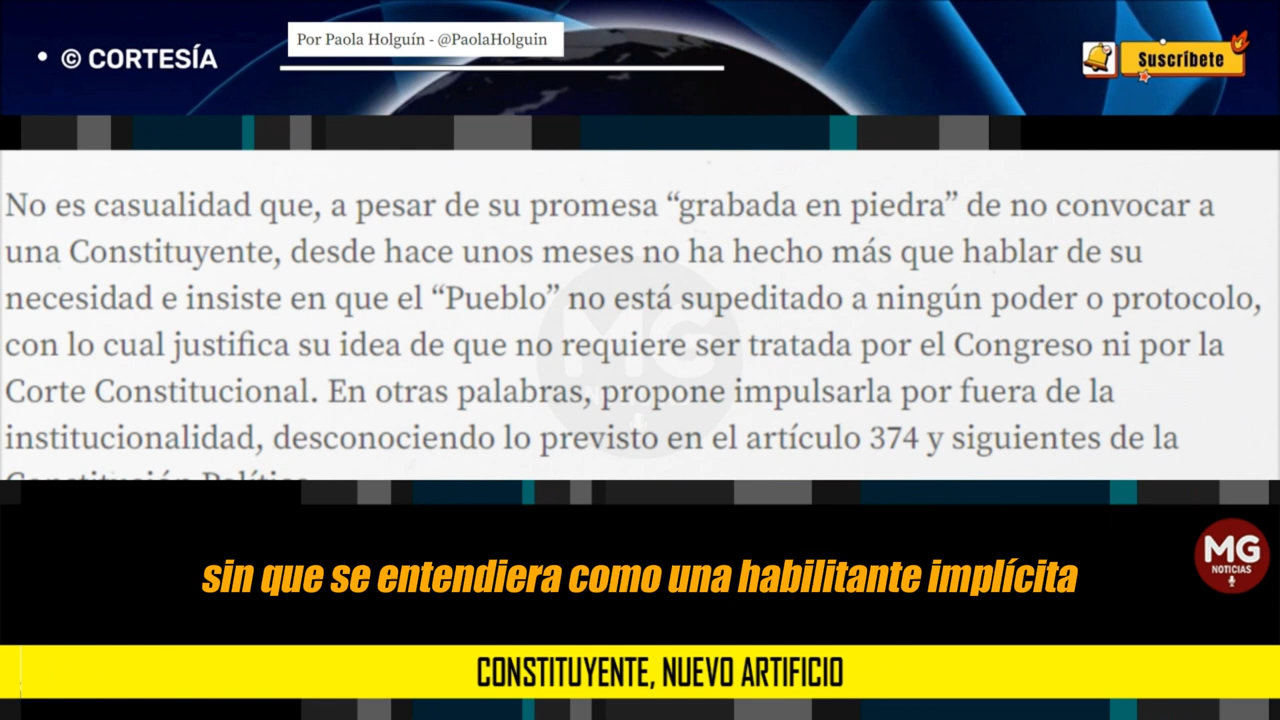 Por Paola Holguín - @PaolaHolguin
• © CORTESÍA
Suscríbete
No es casualidad que, a pesar de su promesa “grabada en piedra” de no convocar a
una Constituyente, desde hace unos meses no ha hecho más que hablar de su
necesidad e insiste en que el “Pueblo” no está supeditado a ningún poder o protocolo,
con lo cual justifica su idea de que no requiere ser tratada por el Congreso ni por la
Corte Constitucional. En otras palabras, propone impulsarla por fuera de la
institucionalidad, desconociendo lo previsto en el artículo 374 y siguientes de la
sin que se entendiera como una habilitante implícita
MG
NOTICIAS
CONSTITUYENTE, NUEVO ARTIFICIO